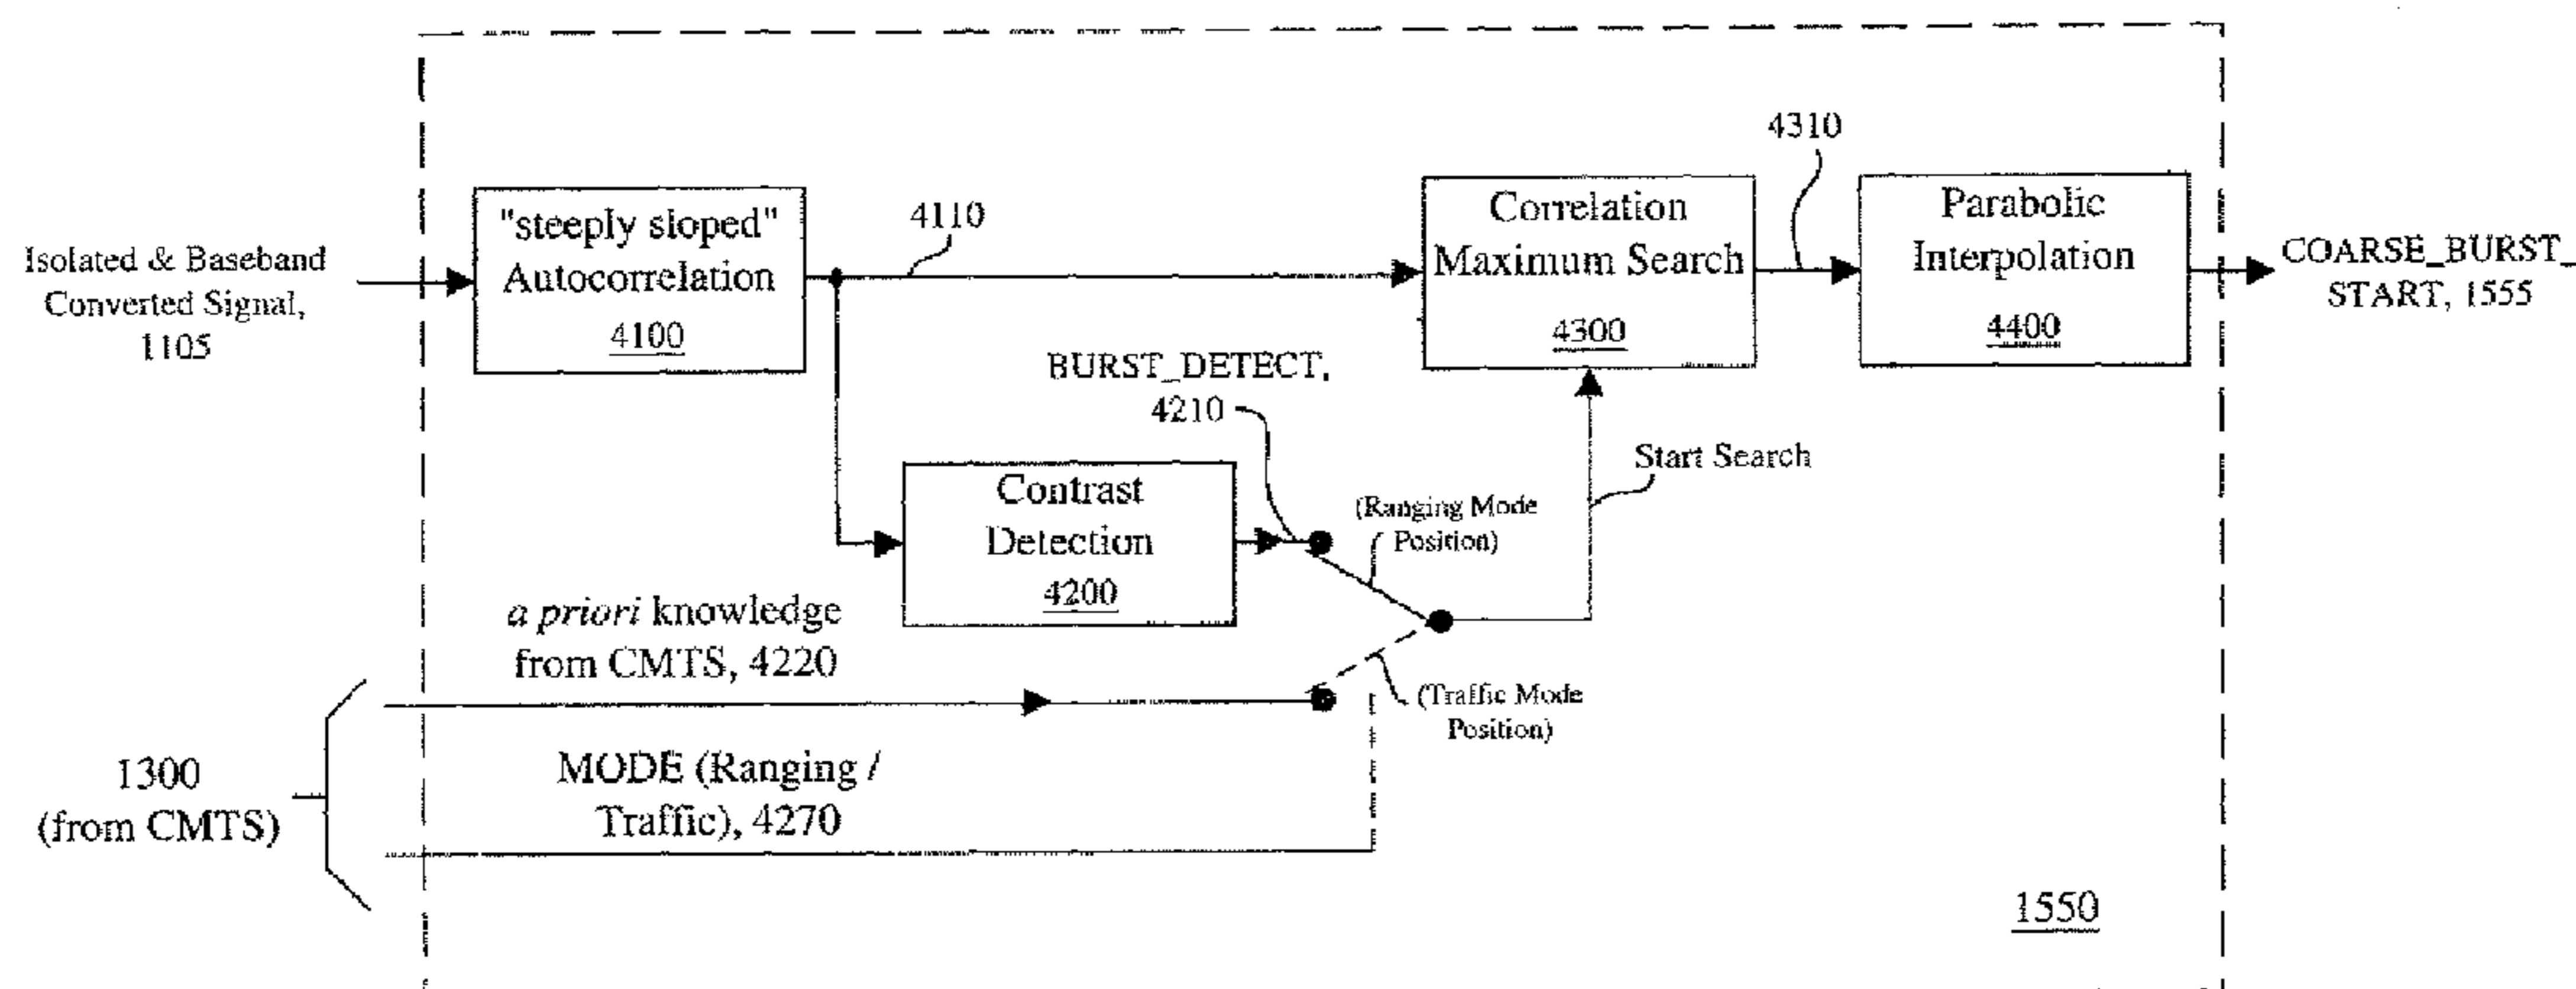 4310
"steeply sloped"
Autocorrelation
4100
4110
Correlation
Maximum Search
4300
Parabolic
Interpolation
4400
Isolated & Baseband
Converted Signal,
1105
COARSE_BURST_
START, 1555
BURST_DETECT,
4210
Start Search
Contrast
Detection
4200
(Ranging Mode
Position)
a priori knowledge
from CMTS, 4220
(Traffic Mode
Position)
MODE (Ranging /
Traffic), 4270
1300
(from CMTS)
1550